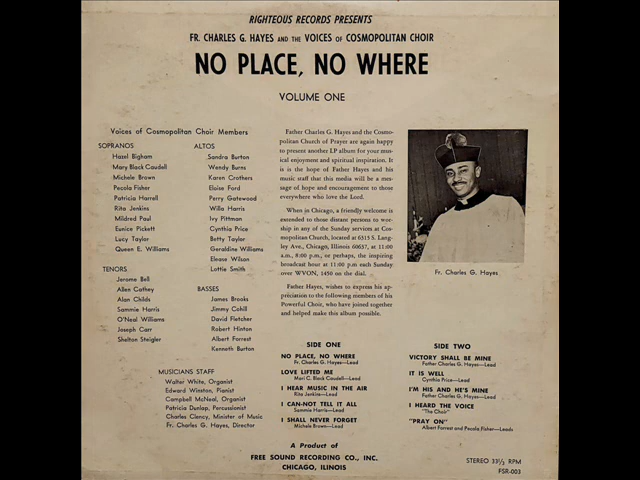 RIGHTEOUS RECORDS PRESENTS
FR. CHARLES G. HAYES AND THE VOICES OF COSMOPOLITAN CHOIR
NO PLACE, NO WHERE
VOLUME ONE
Voices of Cosmopolitan Choir Members
SOPRANOS
Hazel Bigham
Mary Black Caudell
Michele Brown
Pecola Fisher
Patricia Harrell
Rita Jenkins
Mildred Paul
Eunice Pickett
Lucy Taylor
Queen E. Williams
ALTOS
Sandra Burton
Wendy Burns
Karen Crothers
Eloise Ford
Perry Gatewood
Willa Harris
Ivy Pittman
Cynthia Price
Betty Taylor
Geraldine Williams
Elease Wilson
Lottie Smith
TENORS
Jerome Bell
Allen Cathey
Alan Childs
Sammie Harris
O'Neal Williams
Joseph Carr
Shelton Steigler
BASSES
James Brooks
Jimmy Cahill
David Fletcher
Robert Hinton
Albert Forrest
Kenneth Burton
MUSICIANS STAFF
Walter White, Organist
Edward Winston, Pianist
Campbell McNeal, Organist
Patricia Dunlap, Percussionist
Charles Clency, Minister of Music
Fr. Charles G. Hayes, Director
Father Charles G. Hayes and the Cosmo-
politan Church of Prayer are again happy
to present another LP album for your mus-
ical enjoyment and spiritual inspiration. It
is the hope of Father Hayes and his
music staff that this media will be a mes-
sage of hope and encouragement to those
everywhere who love the Lord.
When in Chicago, a friendly welcome is
extended to those distant persons to wor-
ship in any of the Sunday services at Cos-
mopolitan Church, located at 6315 S. Lang-
ley Ave., Chicago, Illinois 60637, at 11:00
a.m., 8:00 p.m., or perhaps, the inspiring
broadcast hour at 11:00 p.m each Sunday
over WVON, 1450 on the dial.
Father Hayes, wishes to express his ap-
preciation to the following members of his
Powerful Choir, who have joined together
and helped make this album possible.
Fr. Charles G. Hayes
SIDE ONE
NO PLACE, NO WHERE
Fr. Charles G. Hayes—Lead
LOVE LIFTED ME
Mari C. Black Caudell—Lead
I HEAR MUSIC IN THE AIR
Rita Jenkins—Lead
I CAN-NOT TELL IT ALL
Sammie Harris—Lead
I SHALL NEVER FORGET
Michele Brown—Lead
SIDE TWO
VICTORY SHALL BE MINE
Father Charles G. Hayes—Lead
IT IS WELL
Cynthia Price—Lead
I'M HIS AND HE'S MINE
Father Charles G. Hayes—Lead
I HEARD THE VOICE
"The Choir"
"PRAY ON"
Albert Forrest and Pecola Fisher—Leads
A Product of
FREE SOUND RECORDING CO., INC.
CHICAGO, ILLINOIS
STEREO 33⅓ RPM
FSR-003